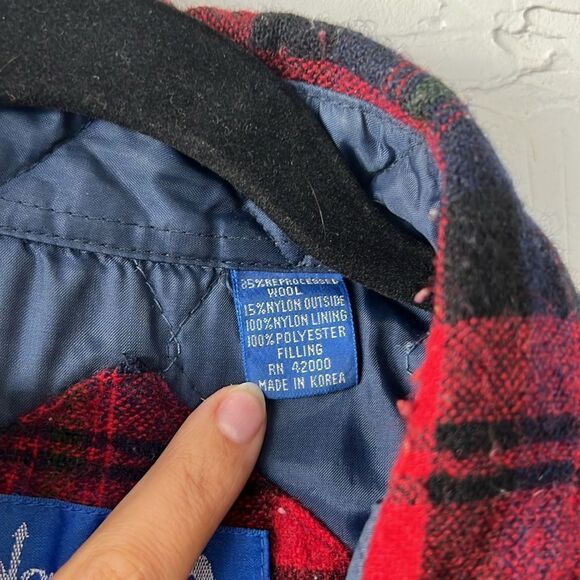 85%REPROCESSED
WOOL
15%NYLON OUTSIDE
100%NYLON LINING
100%POLYESTER
FILLING
RN 42000
MADE IN KOREA